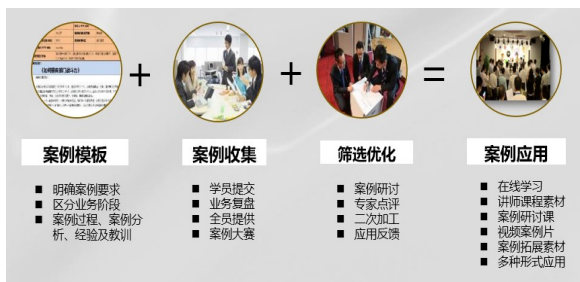 +
+
=
案例模板
案例收集
筛选优化
案例应用
■ 明确案例要求
■ 区分业务阶段
■ 案例过程、案例分
析、经验及教训
■ 学员提交
■ 业务复盘
■ 全员提供
■ 案例大赛
■ 案例研讨
■ 专家点评
■ 二次加工
■ 应用反馈
■ 在线学习
■ 讲师课程素材
■ 案例研讨课
■ 视频案例片
■ 案例拓展素材
■ 多种形式应用